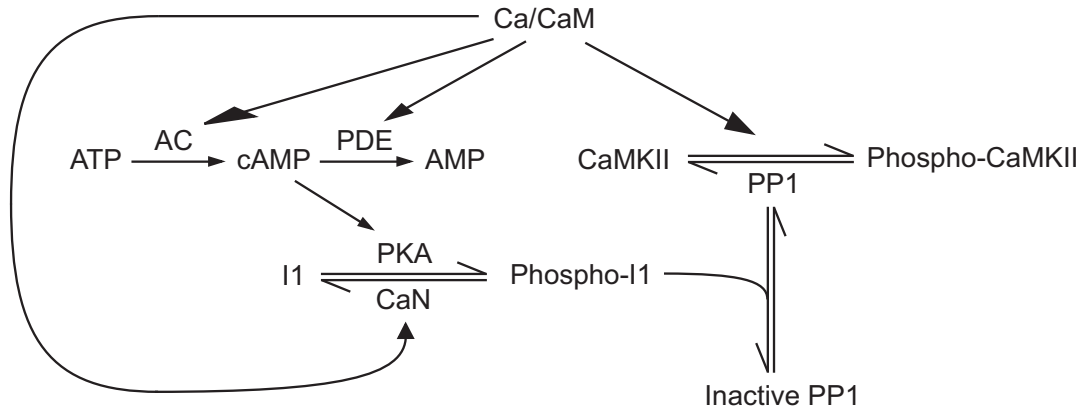 Ca/CaM
AC
PDE
ATP
cAMP
AMP
CaMKII
Phospho-CaMKII
PP1
PKA
I1
Phospho-I1
CaN
Inactive PP1